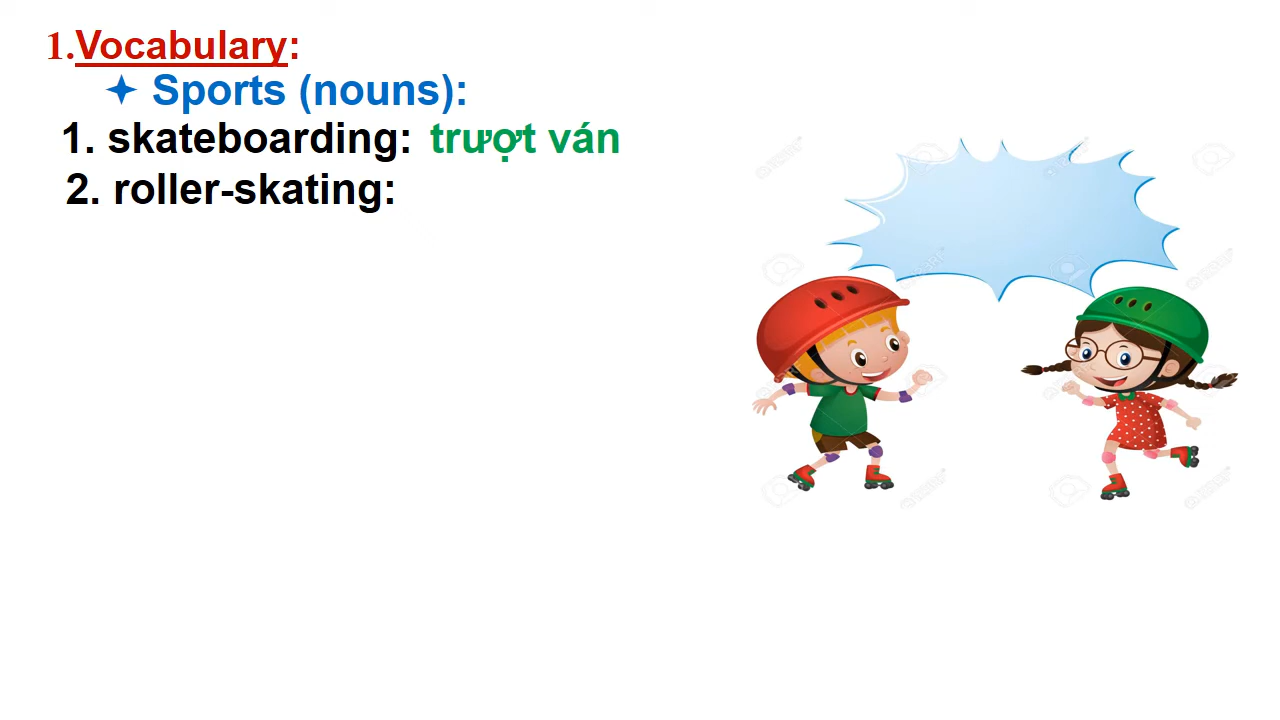 1.Vocabulary:
✦ Sports (nouns):
1. skateboarding: trượt ván
2. roller-skating: